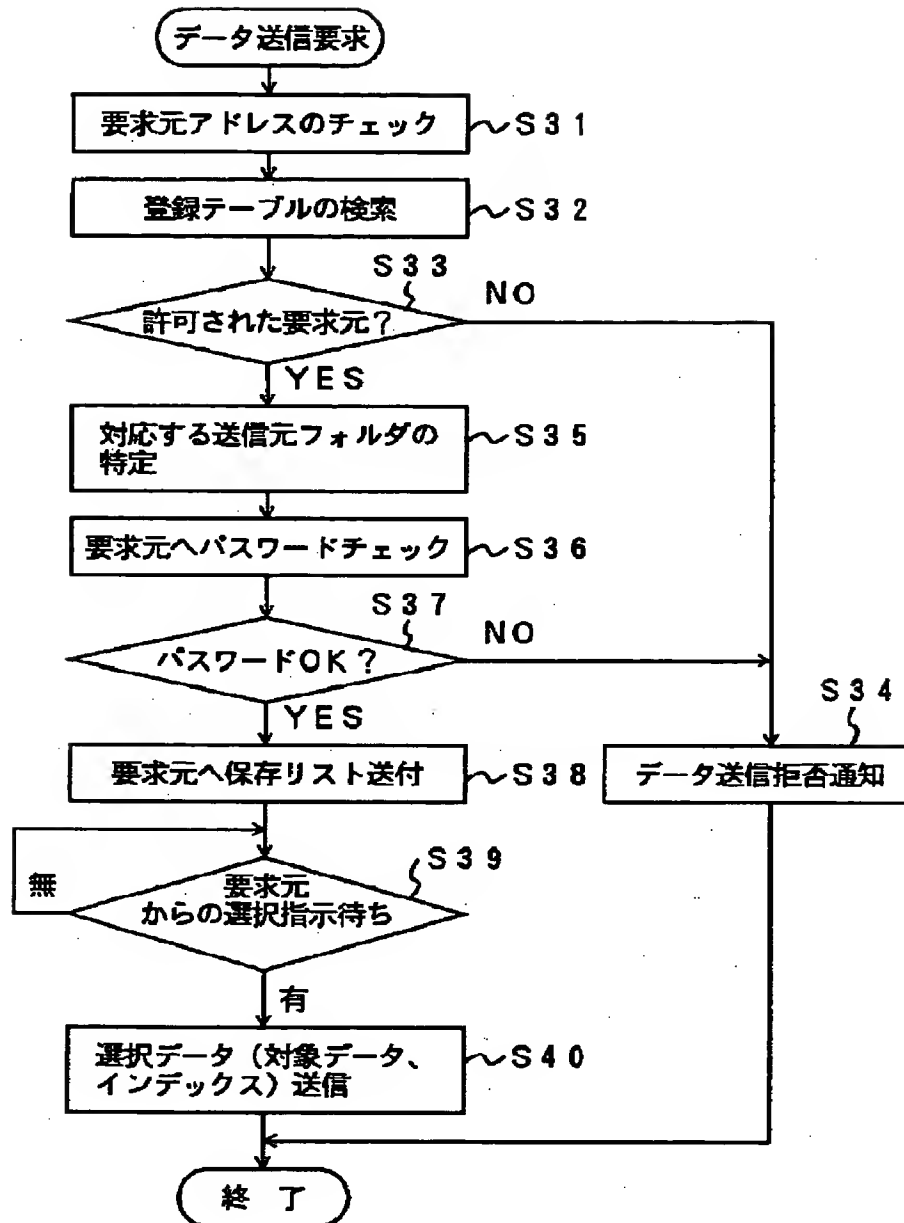 データ送信要求
要求元アドレスのチェック
S31
登録テーブルの検索
S32
S33
許可された要求元？
NO
YES
対応する送信元フォルダの
特定
S35
要求元へパスワードチェック
S36
S37
パスワードOK？
NO
YES
S34
要求元へ保存リスト送付
S38
データ送信拒否通知
S39
無
要求元
からの選択指示待ち
有
選択データ（対象データ、
インデックス）送信
S40
終了